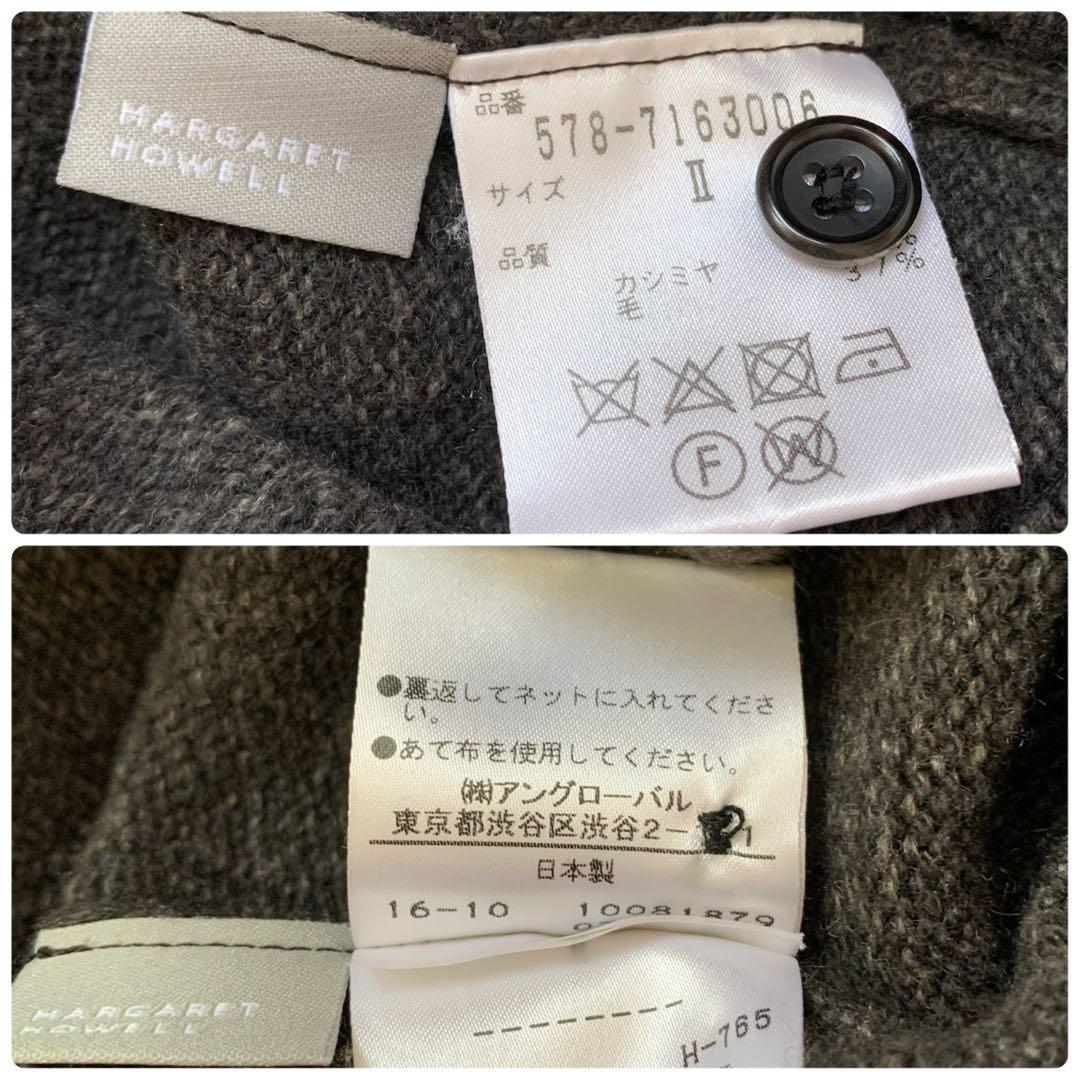 MARGARET
HOWELL
品番
578-7163006
サイズ II
品質
カシミヤ
毛 37%
F
W
●裏返してネットに入れてくださ
い。
●あて布を使用してください。
㈱アングローバル
東京都渋谷区渋谷2- 1
日本製
16-10 10081879
MARGARET
HOWELL
H-765